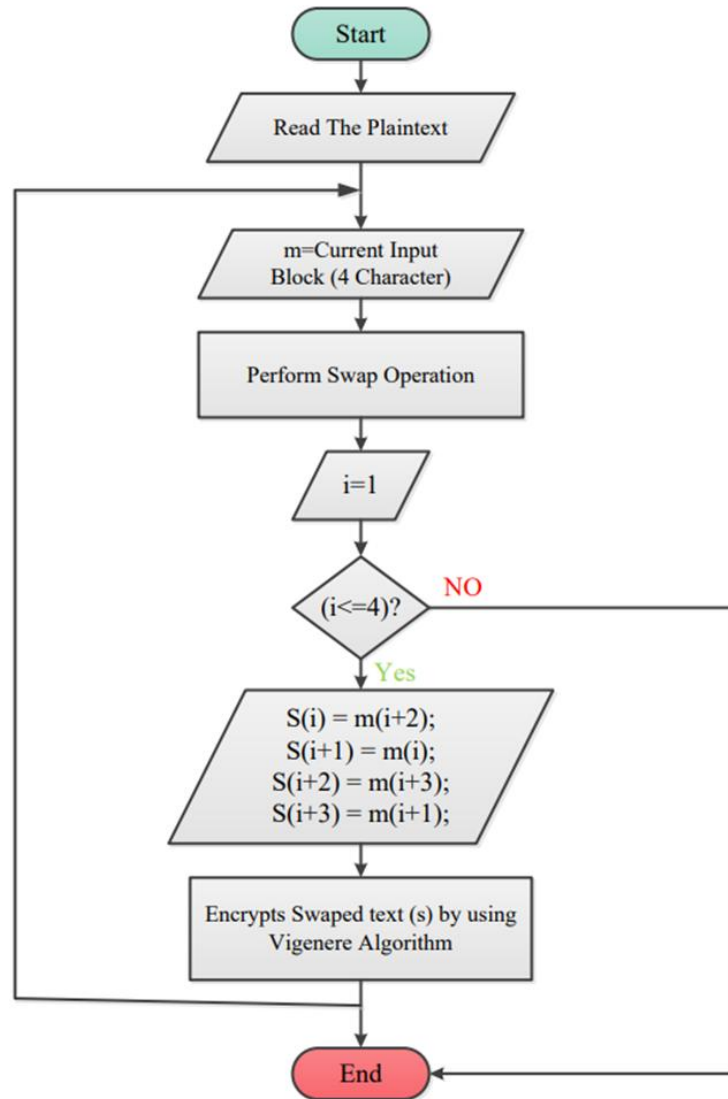 Start
Read The Plaintext
m=Current Input
Block (4 Character)
Perform Swap Operation
i=1
(i<=4)?
NO
Yes
S(i) = m(i+2);
S(i+1) = m(i);
S(i+2) = m(i+3);
S(i+3) = m(i+1);
Encrypts Swaped text (s) by using
Vigenere Algorithm
End